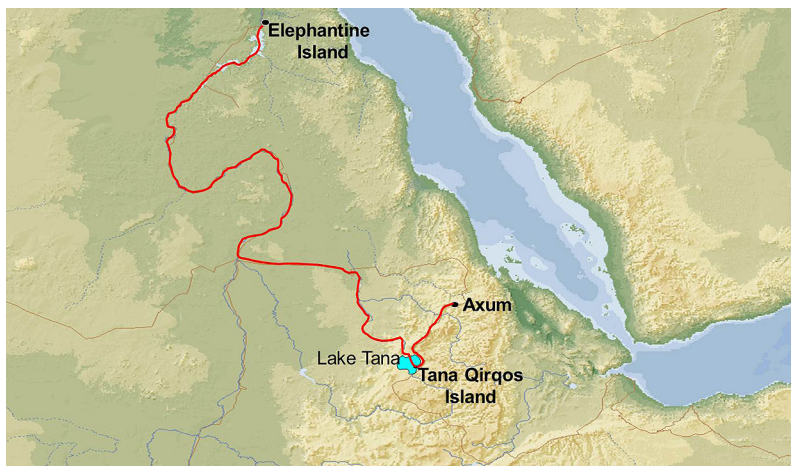 Elephantine
Island
Axum
Lake Tana
Tana Qirqos
Island